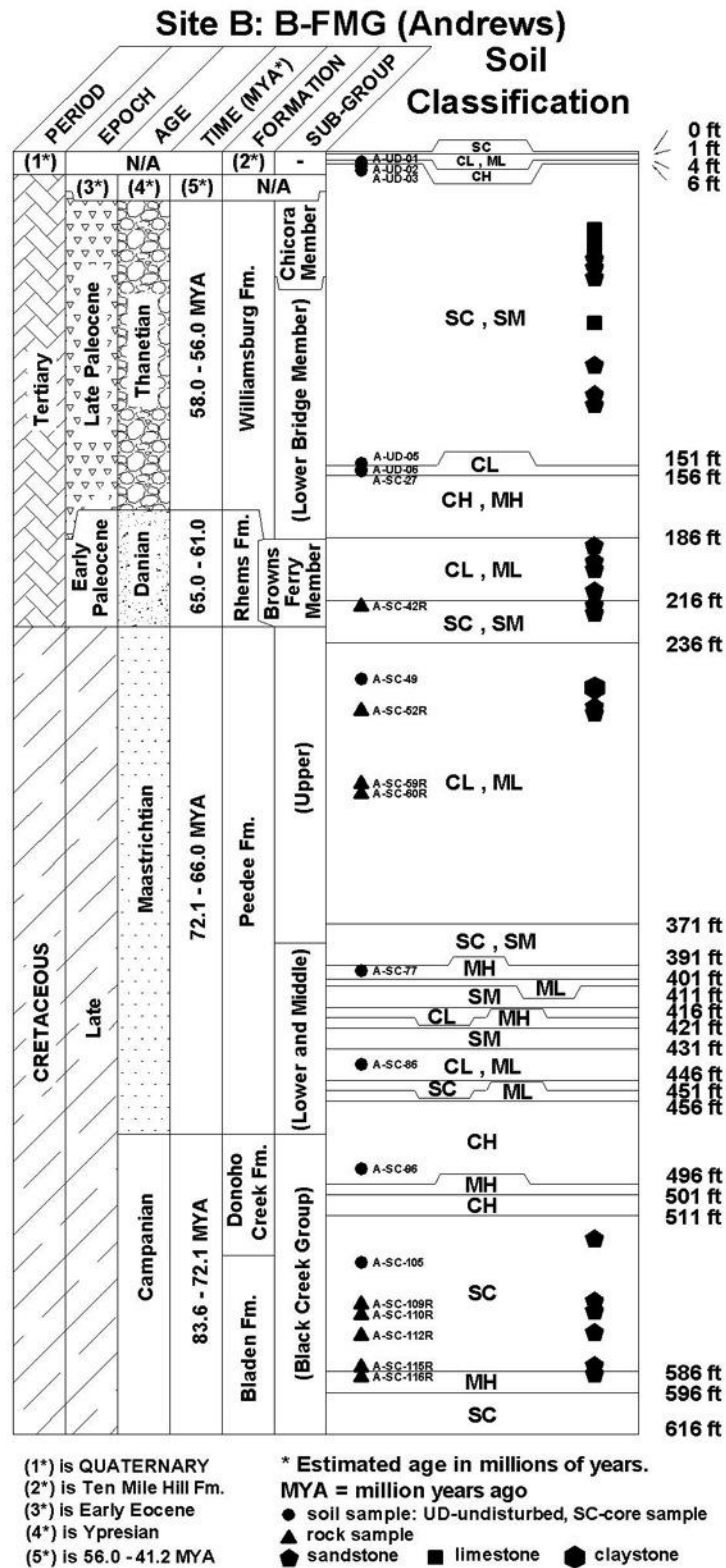 Site B: B-FMG (Andrews)
PERIOD
EPOCH
AGE
TIME (MYA*)
FORMATION
SUB-GROUP
Soil
Classification
(1*) N/A (2*) -
(3*) (4*) (5*) N/A
SC
0 ft
1 ft
A-UD-01 CL , ML
4 ft
A-UD-02
A-UD-03 CH
6 ft
Tertiary
Late Paleocene
Thanetian
58.0 - 56.0 MYA
Williamsburg Fm.
Chicora
Member
(Lower Bridge Member)
SC , SM
A-UD-05
151 ft
A-UD-06 CL
156 ft
A-SC-27
CH , MH
186 ft
Early
Paleocene
Danian
65.0 - 61.0
Rhems Fm.
Browns
Ferry
Member
CL , ML
216 ft
A-SC-42R
SC , SM
236 ft
CRETACEOUS
Late
Maastrichtian
72.1 - 66.0 MYA
Peedee Fm.
(Upper)
A-SC-49
A-SC-52R
A-SC-59R CL , ML
A-SC-60R
371 ft
SC , SM
391 ft
(Lower and Middle)
A-SC-77 MH
401 ft
ML
SM
411 ft
416 ft
CL MH
421 ft
SM
431 ft
A-SC-86 CL , ML
446 ft
SC ML
451 ft
456 ft
Campanian
83.6 - 72.1 MYA
Donoho
Creek Fm.
Bladen Fm.
(Black Creek Group)
CH
A-SC-96
496 ft
MH
501 ft
CH
511 ft
A-SC-105
SC
A-SC-109R
A-SC-110R
A-SC-112R
A-SC-115R
586 ft
A-SC-116R MH
596 ft
SC
616 ft
(1*) is QUATERNARY
(2*) is Ten Mile Hill Fm.
(3*) is Early Eocene
(4*) is Ypresian
(5*) is 56.0 - 41.2 MYA
* Estimated age in millions of years.
MYA = million years ago
soil sample: UD-undisturbed, SC-core sample
rock sample
sandstone limestone claystone